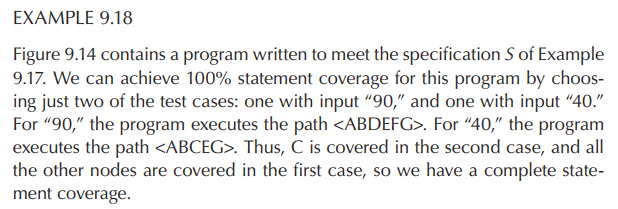 EXAMPLE 9.18
Figure 9.14 contains a program written to meet the specification S of Example
9.17. We can achieve 100% statement coverage for this program by choos-
ing just two of the test cases: one with input “90,” and one with input “40.”
For “90,” the program executes the path <ABDEFG>. For “40,” the program
executes the path <ABCEG>. Thus, C is covered in the second case, and all
the other nodes are covered in the first case, so we have a complete state-
ment coverage.